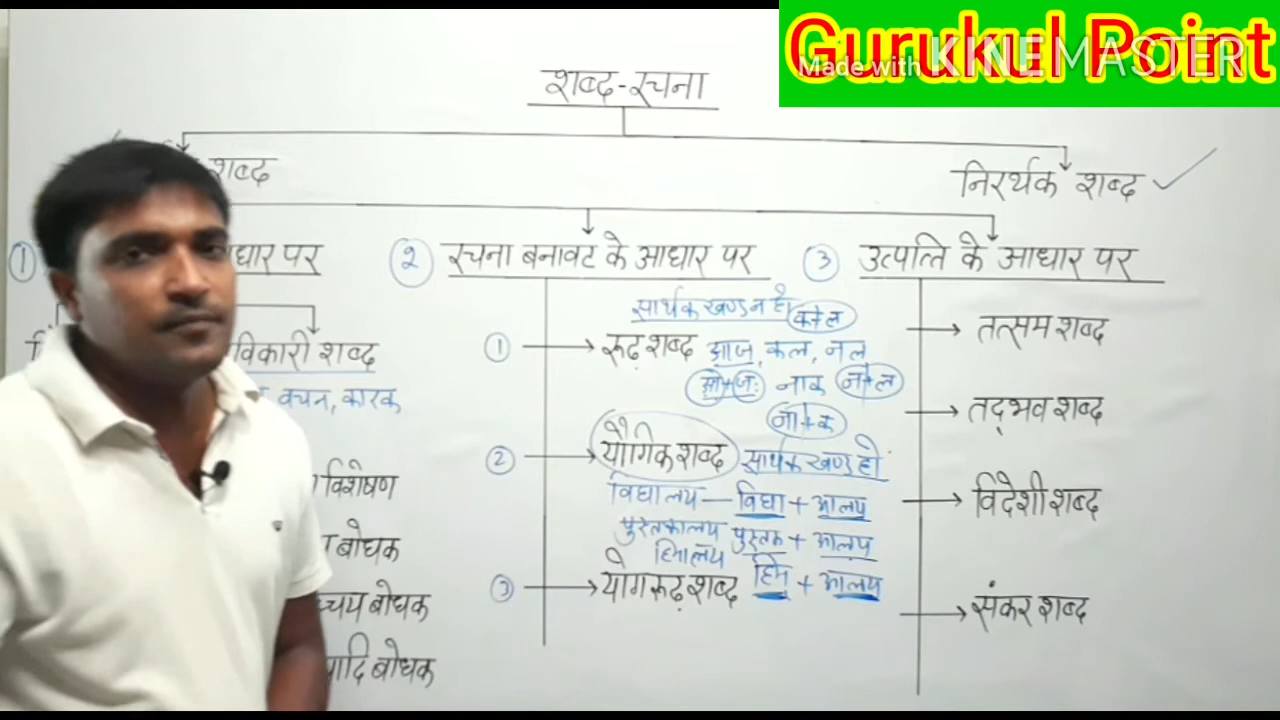 Gurukul Point
Made with KINEMASTER
शब्द-रचना
शब्द
निरर्थक शब्द
① आधार पर
② रचना बनावट के आधार पर
③ उत्पत्ति के आधार पर
सार्थक खण्ड न हो क+ल
① रूढ़ शब्द आज, कल, नल
तत्सम शब्द
विकारी शब्द
आ+ज नाक न+ल
वचन, कारक
ना+क
तद्भव शब्द
② यौगिक शब्द सार्थक खण्ड हो
विशेषण
विद्यालय — विद्या + आलय
विदेशी शब्द
पुस्तकालय पुस्तक + आलय
बोधक
हिमालय
③ योगरूढ़ शब्द हिम + आलय
बोधक
संकर शब्द
बोधक